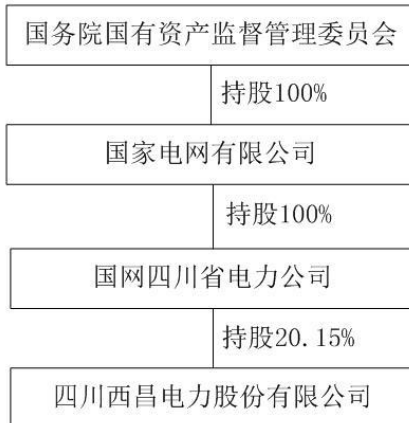 国务院国有资产监督管理委员会
持股100%
国家电网有限公司
持股100%
国网四川省电力公司
持股20.15%
四川西昌电力股份有限公司